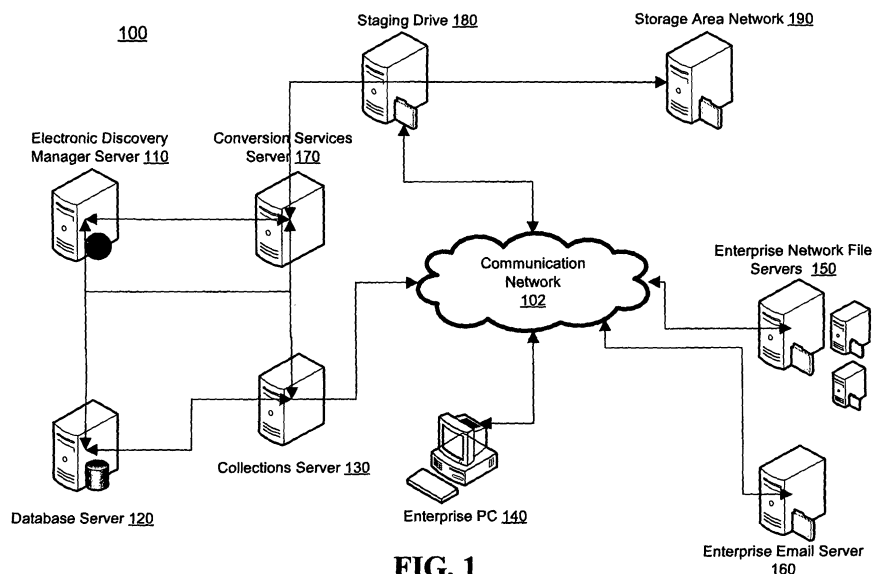 100
Staging Drive 180
Storage Area Network 190
Electronic Discovery
Manager Server 110
Conversion Services
Server 170
Communication
Network
102
Enterprise Network File
Servers 150
Collections Server 130
Database Server 120
Enterprise PC 140
Enterprise Email Server
160
FIG. 1